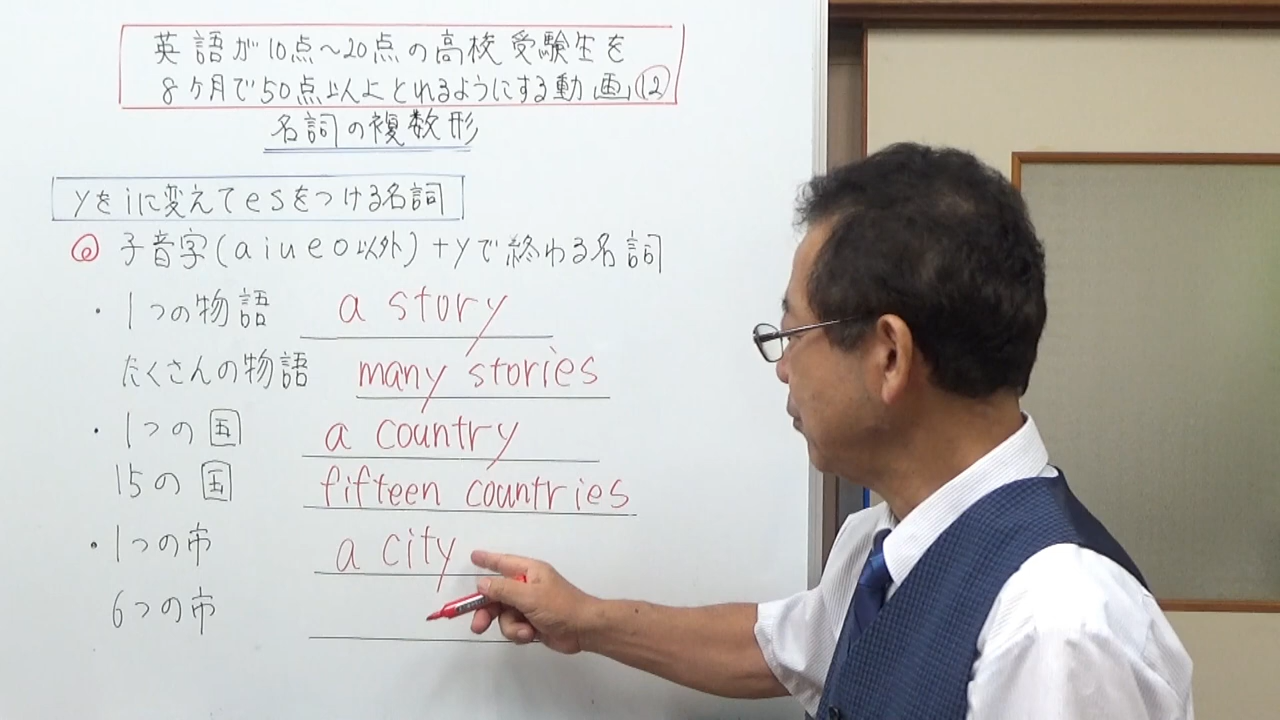 英語が10点～20点の高校受験生を
8ヶ月で50点以上とれるようにする動画⑫
名詞の複数形
yをiに変えてesをつける名詞
◎ 子音字(aiueo以外)+yで終わる名詞
・1つの物語 a story
たくさんの物語 many stories
・1つの国 a country
15の国 fifteen countries
・1つの市 a city
6つの市